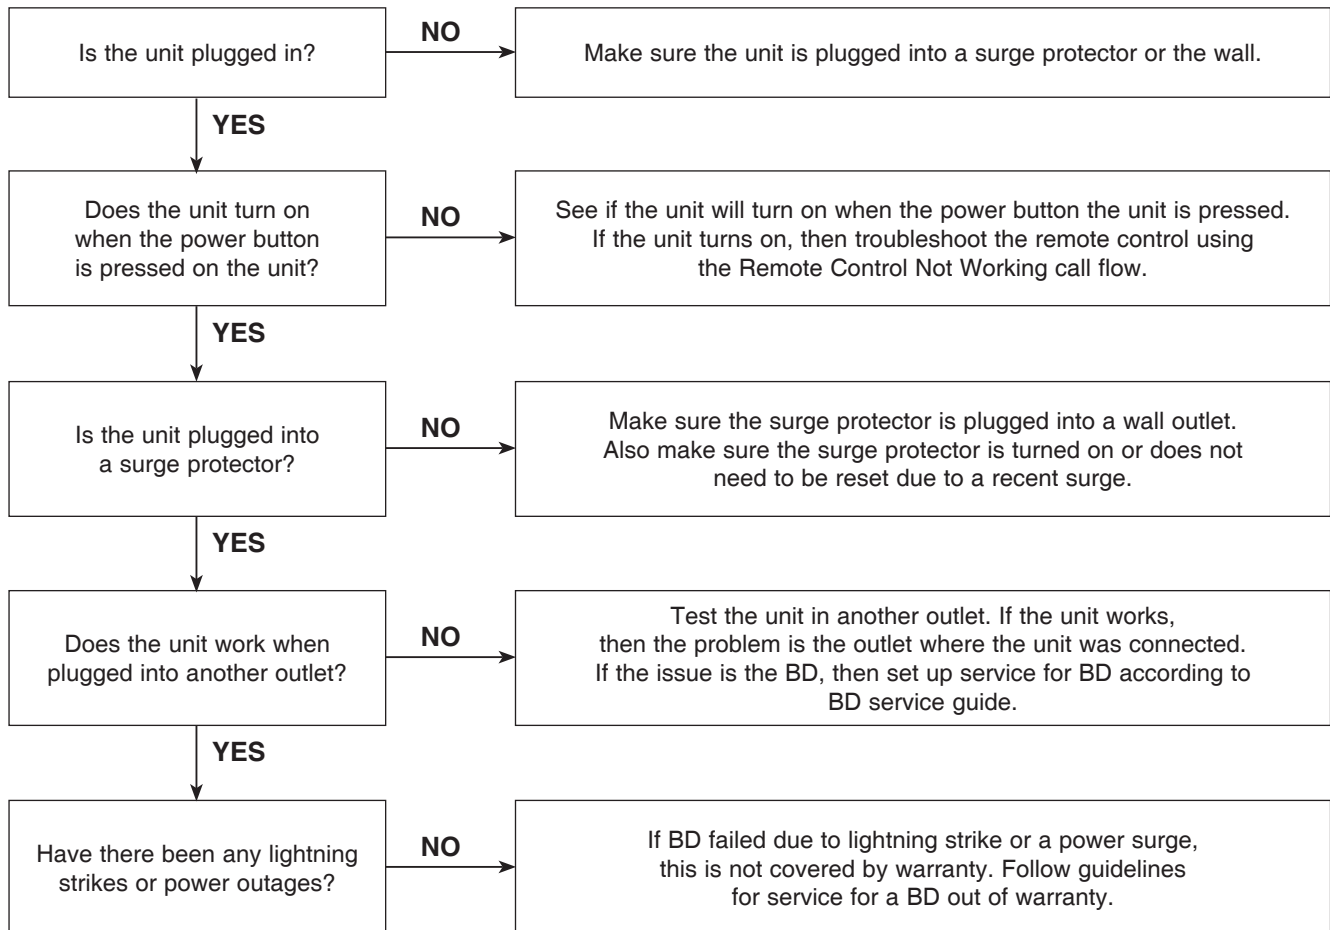 Is the unit plugged in?
NO
Make sure the unit is plugged into a surge protector or the wall.
YES
Does the unit turn on
when the power button
is pressed on the unit?
NO
See if the unit will turn on when the power button the unit is pressed.
If the unit turns on, then troubleshoot the remote control using
the Remote Control Not Working call flow.
YES
Is the unit plugged into
a surge protector?
NO
Make sure the surge protector is plugged into a wall outlet.
Also make sure the surge protector is turned on or does not
need to be reset due to a recent surge.
YES
Does the unit work when
plugged into another outlet?
NO
Test the unit in another outlet. If the unit works,
then the problem is the outlet where the unit was connected.
If the issue is the BD, then set up service for BD according to
BD service guide.
YES
Have there been any lightning
strikes or power outages?
NO
If BD failed due to lightning strike or a power surge,
this is not covered by warranty. Follow guidelines
for service for a BD out of warranty.